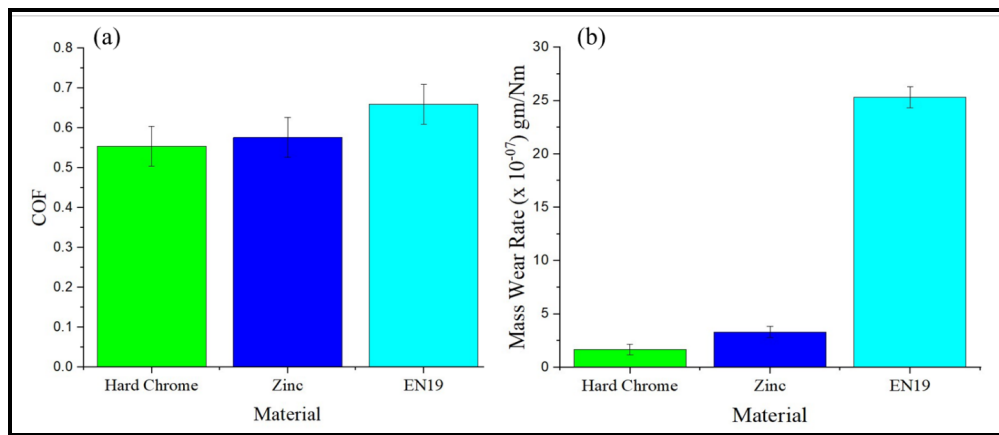 (a)
0.8
0.7
0.6
0.5
0.4
0.3
0.2
0.1
0.0
COF
Hard Chrome Zinc EN19
Material
(b)
30
25
20
15
10
5
0
Mass Wear Rate (x 10⁻⁰⁷) gm/Nm
Hard Chrome Zinc EN19
Material